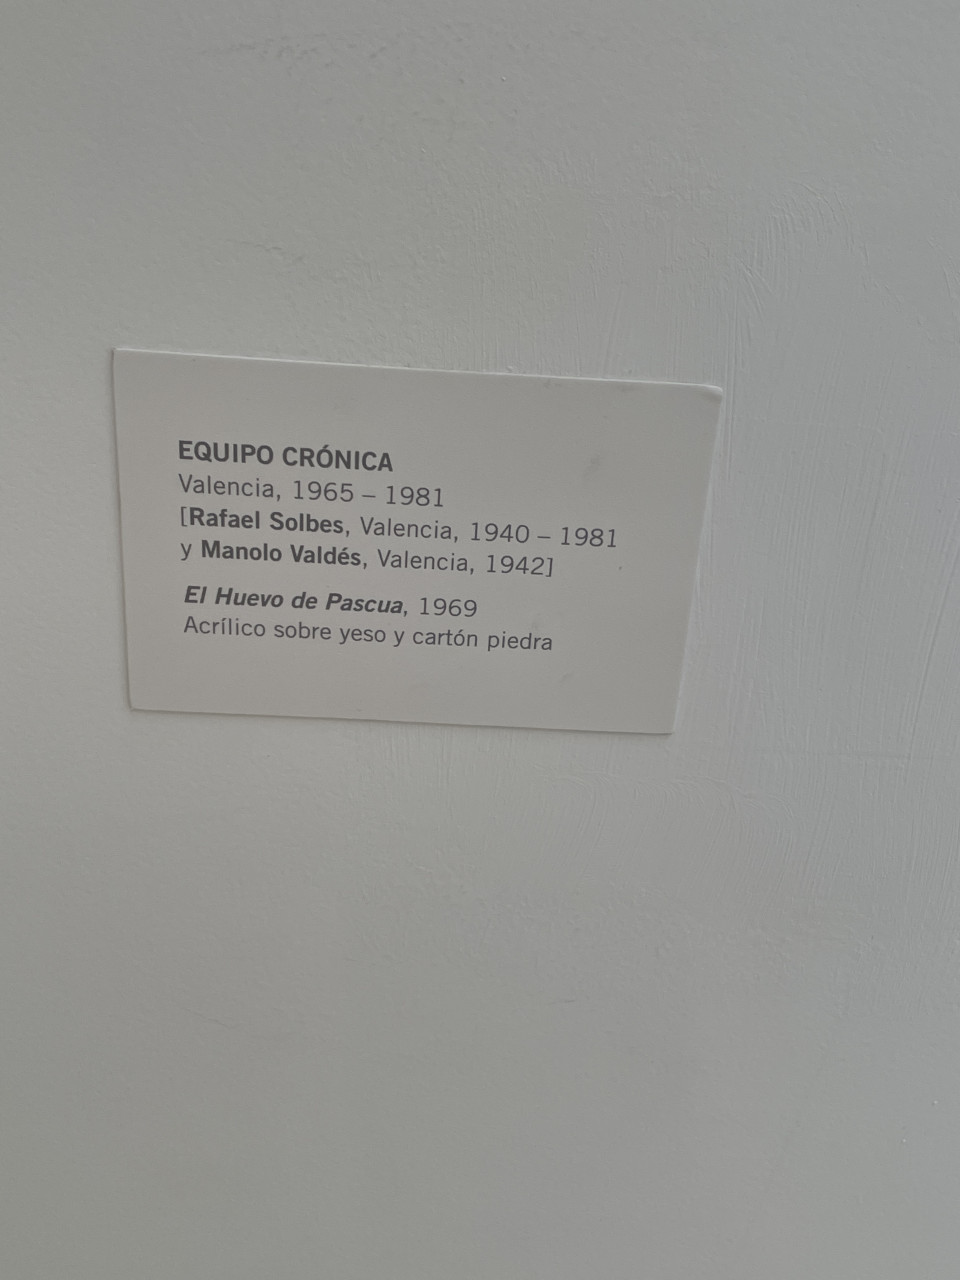 EQUIPO CRÓNICA
Valencia, 1965 – 1981
[Rafael Solbes, Valencia, 1940 – 1981
y Manolo Valdés, Valencia, 1942]
El Huevo de Pascua, 1969
Acrílico sobre yeso y cartón piedra